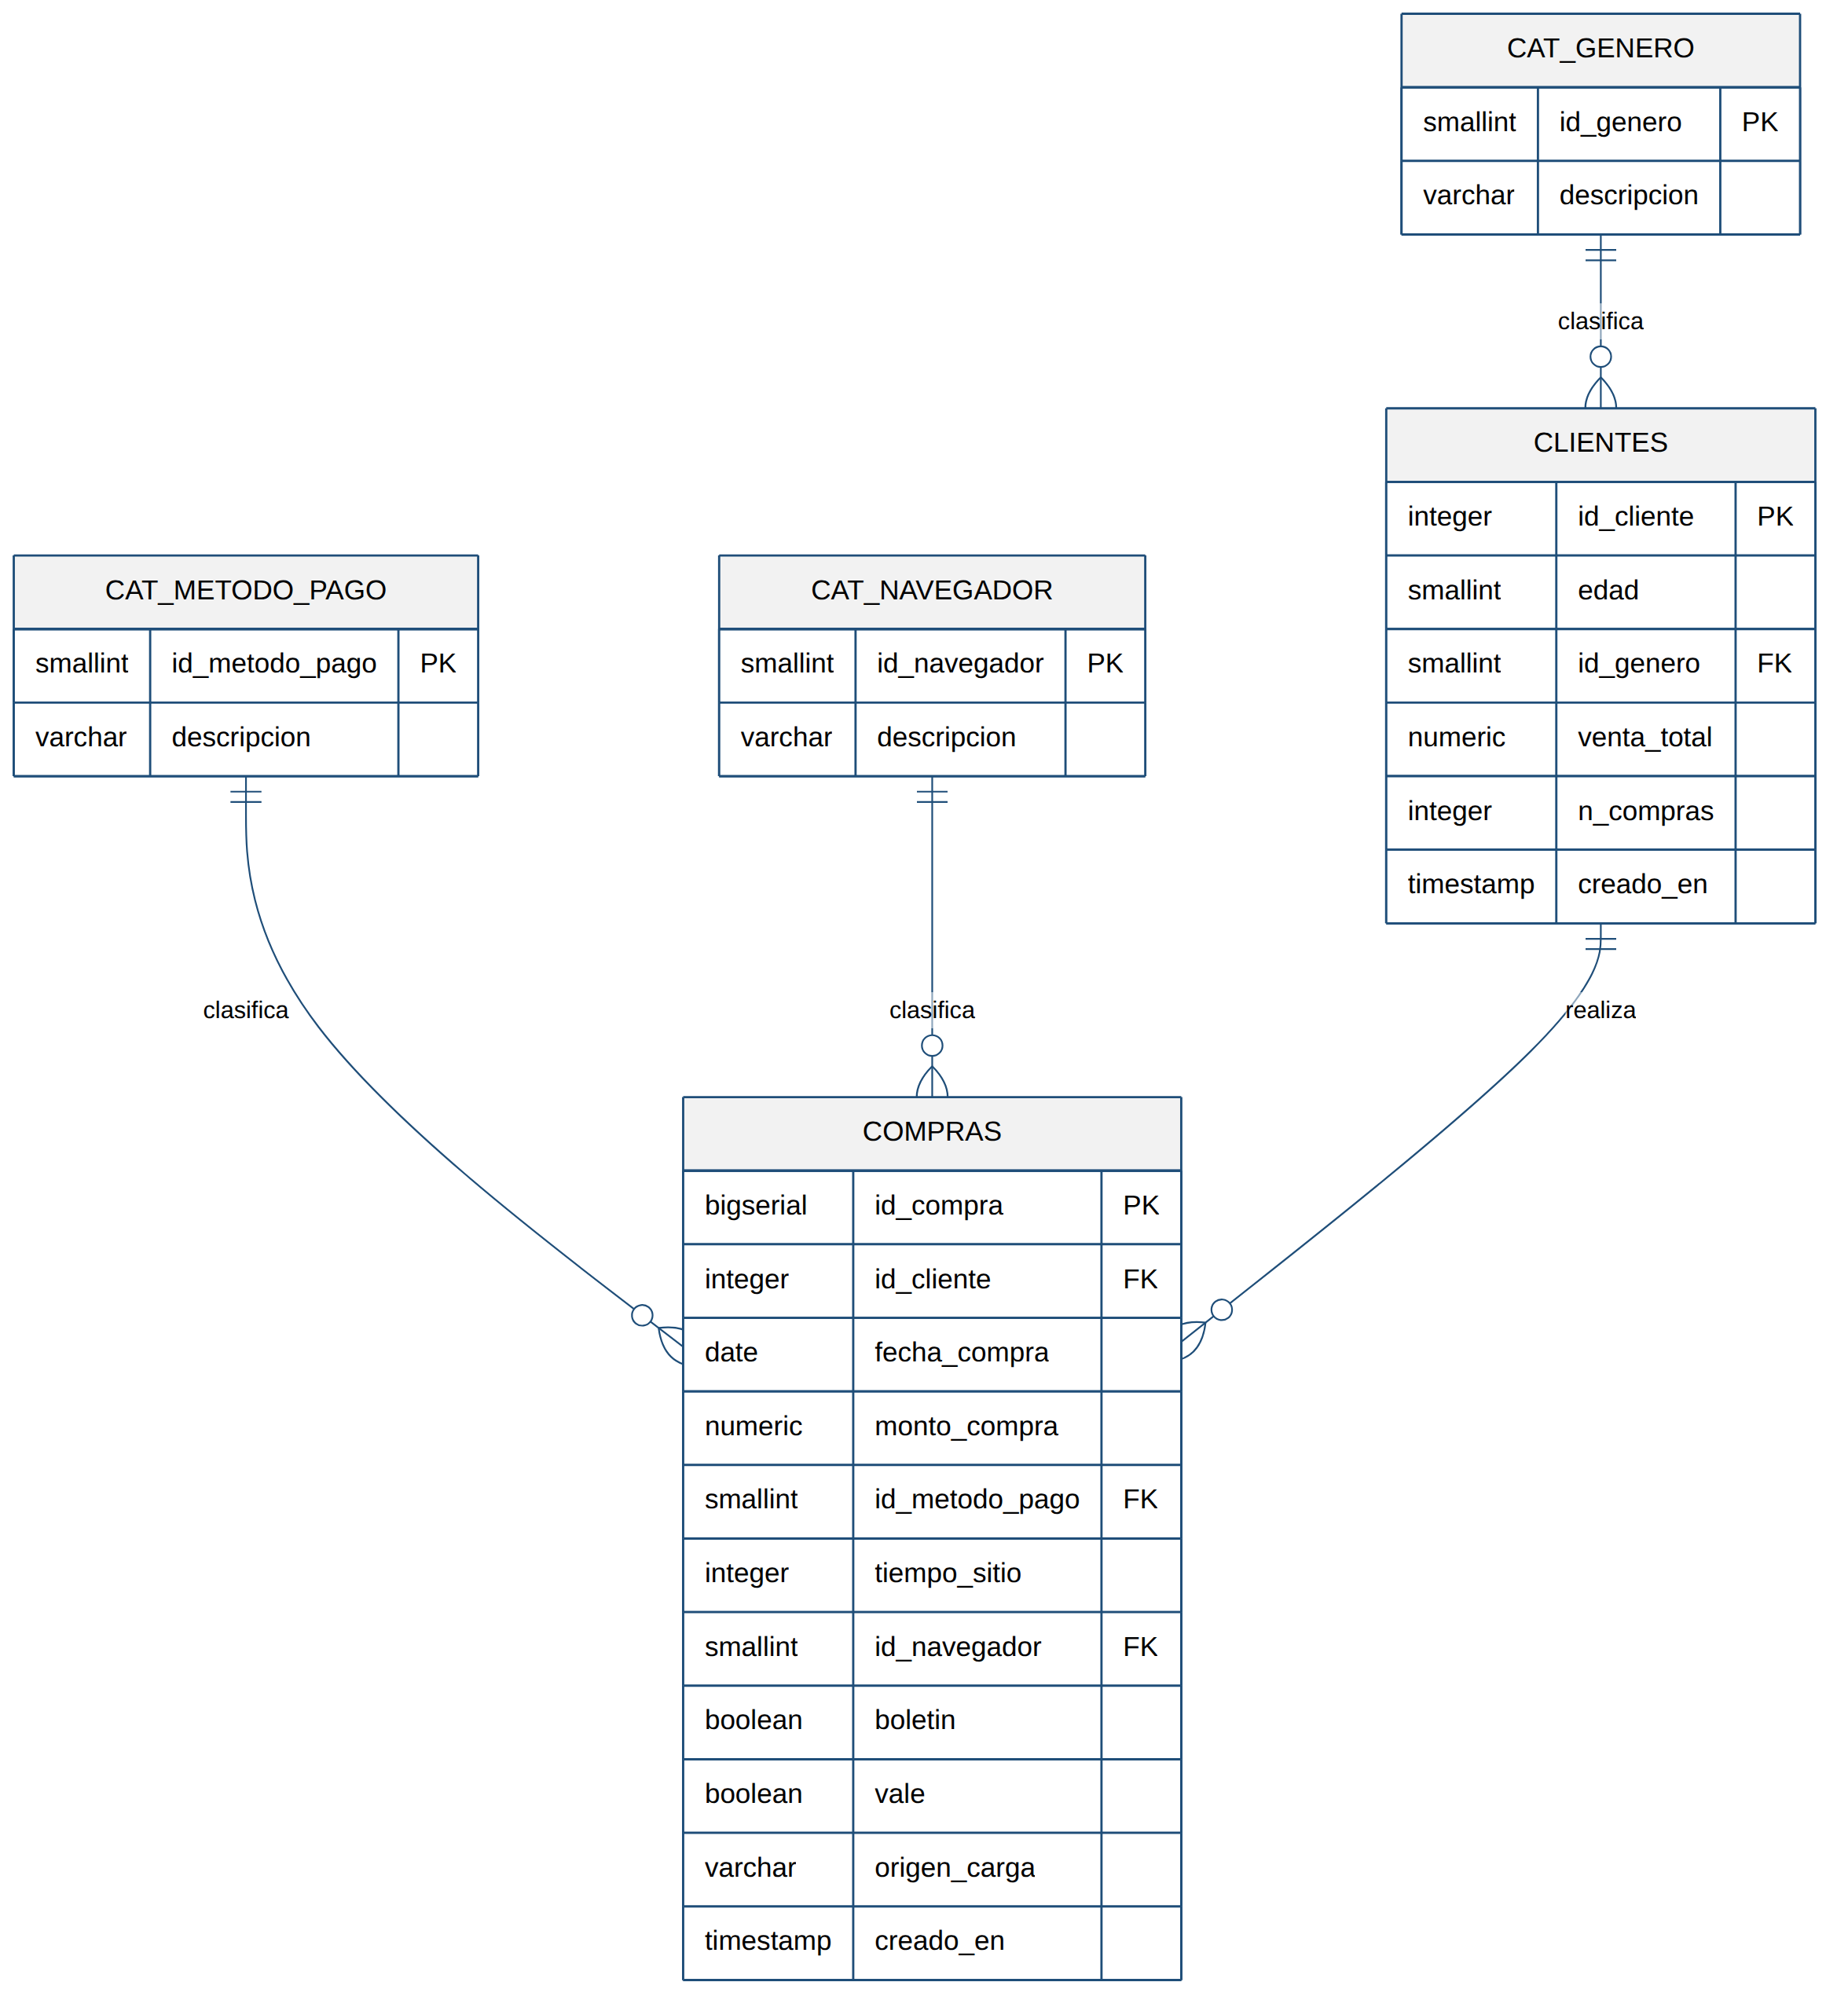 CAT_GENERO
smallint id_genero PK
varchar descripcion
clasifica
CLIENTES
integer id_cliente PK
smallint edad
smallint id_genero FK
numeric venta_total
integer n_compras
timestamp creado_en
CAT_METODO_PAGO
smallint id_metodo_pago PK
varchar descripcion
CAT_NAVEGADOR
smallint id_navegador PK
varchar descripcion
clasifica
clasifica
realiza
COMPRAS
bigserial id_compra PK
integer id_cliente FK
date fecha_compra
numeric monto_compra
smallint id_metodo_pago FK
integer tiempo_sitio
smallint id_navegador FK
boolean boletin
boolean vale
varchar origen_carga
timestamp creado_en